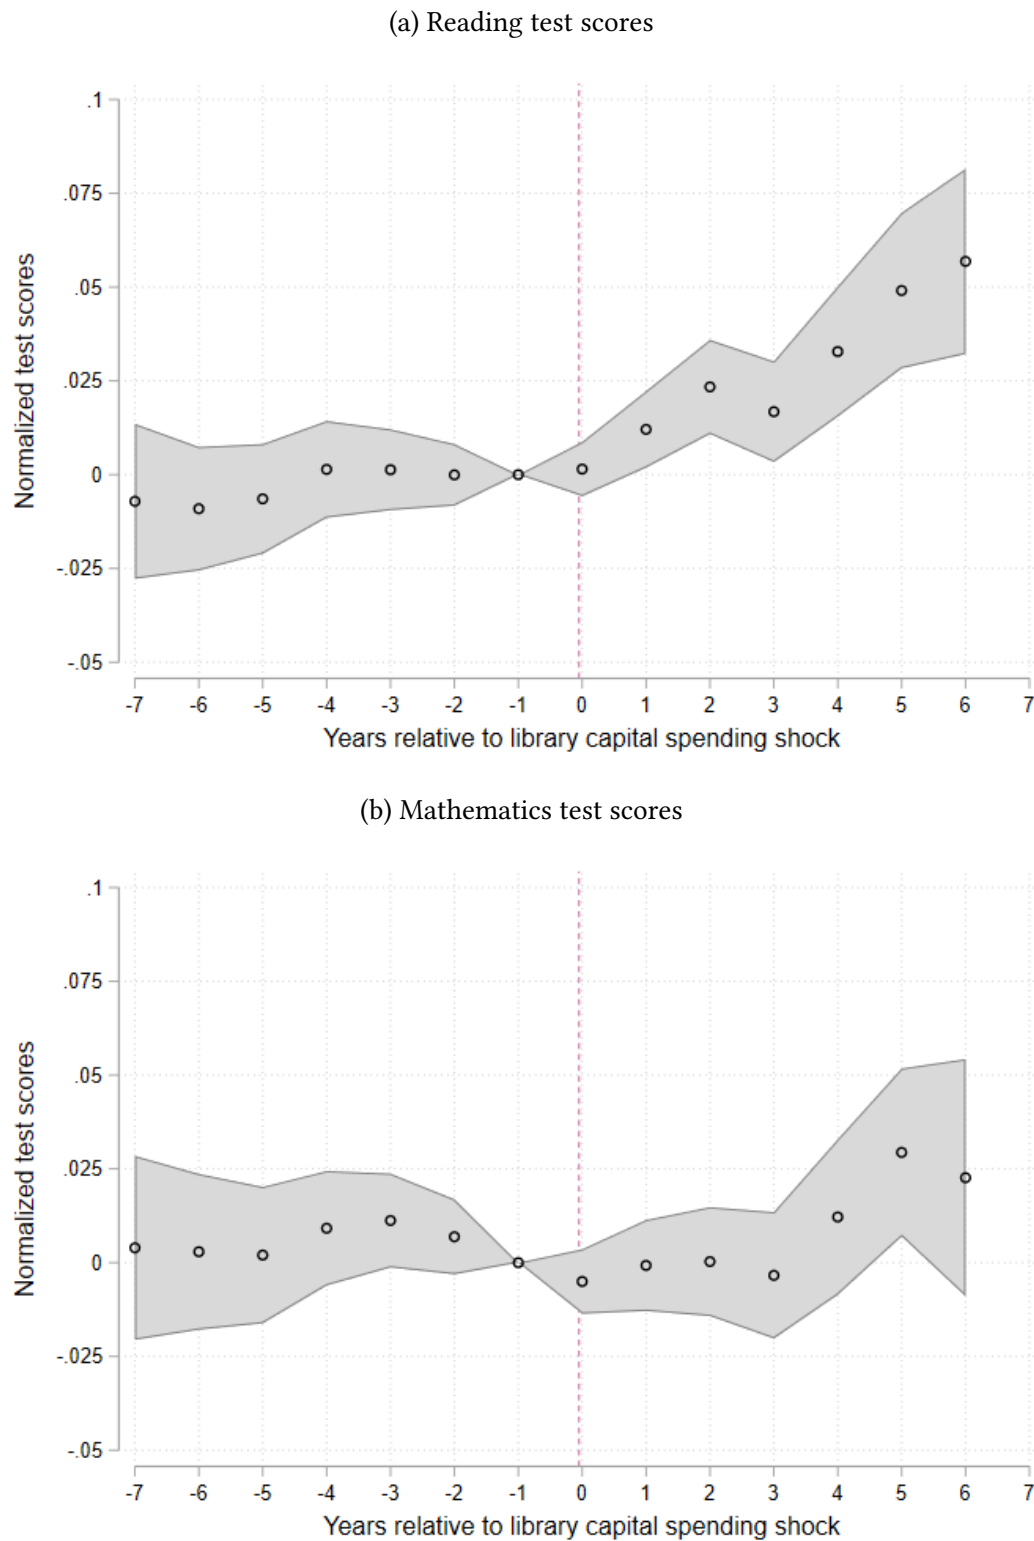 (a) Reading test scores
Normalized test scores
.1
.075
.05
.025
0
-.025
-.05
-7 -6 -5 -4 -3 -2 -1 0 1 2 3 4 5 6 7
Years relative to library capital spending shock
(b) Mathematics test scores
Normalized test scores
.1
.075
.05
.025
0
-.025
-.05
-7 -6 -5 -4 -3 -2 -1 0 1 2 3 4 5 6 7
Years relative to library capital spending shock